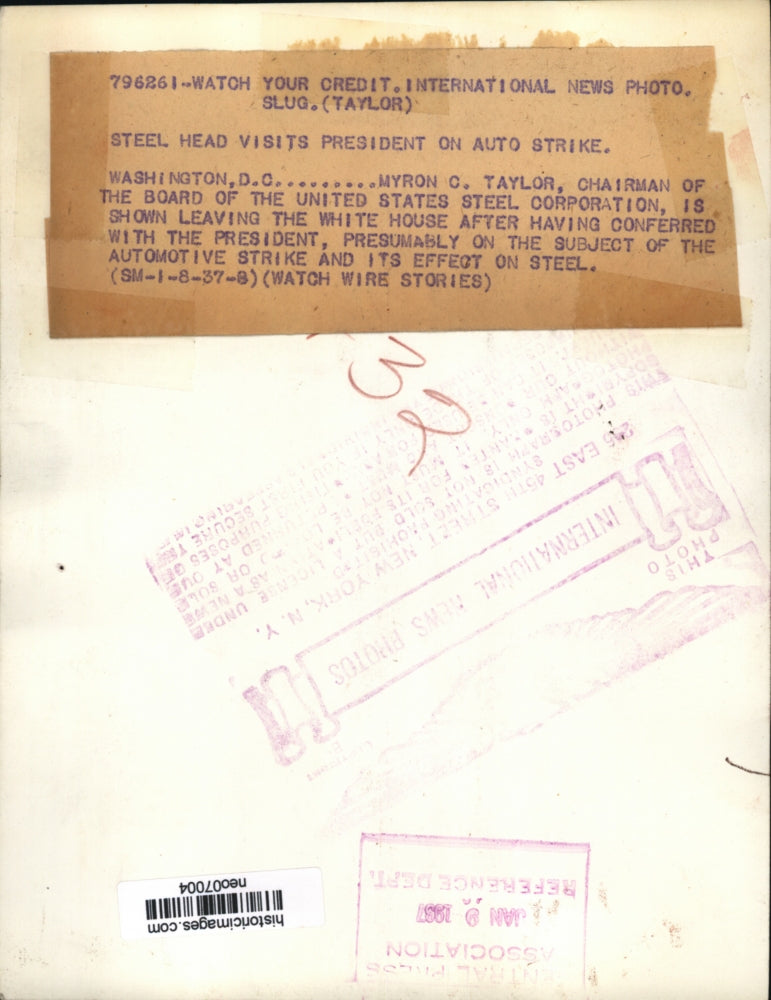 796261-WATCH YOUR CREDIT.INTERNATIONAL NEWS PHOTO.
SLUG.(TAYLOR)
STEEL HEAD VISITS PRESIDENT ON AUTO STRIKE.
WASHINGTON,D.C..........MYRON C. TAYLOR, CHAIRMAN OF
THE BOARD OF THE UNITED STATES STEEL CORPORATION, IS
SHOWN LEAVING THE WHITE HOUSE AFTER HAVING CONFERRED
WITH THE PRESIDENT, PRESUMABLY ON THE SUBJECT OF THE
AUTOMOTIVE STRIKE AND ITS EFFECT ON STEEL.
(SM-1-8-37-8)(WATCH WIRE STORIES)
32
THIS
PHOTO
INTERNATIONAL NEWS PHOTOS
EAST 45TH STREET NEW YORK, N. Y.
ASSOCIATION
JAN 9 1937
REFERENCE DEPT.
historicimages.com
neo07004